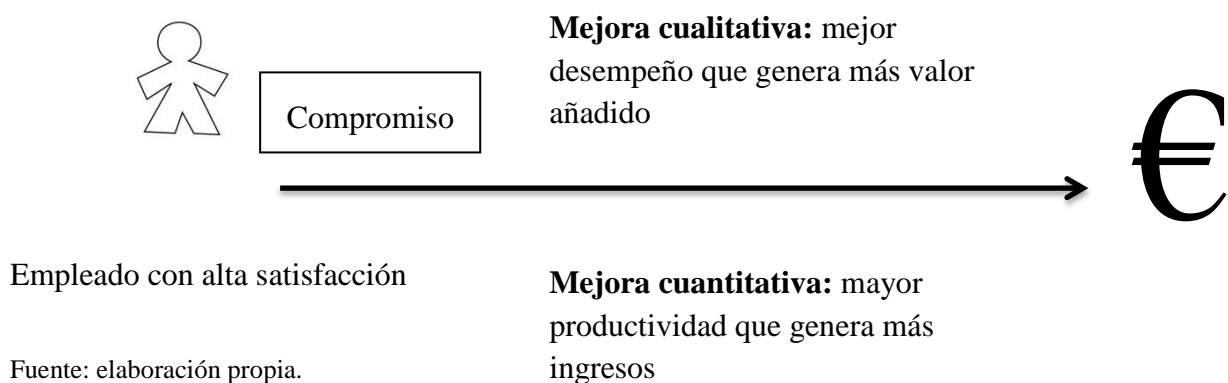 Mejora cualitativa: mejor
desempeño que genera más valor
añadido
Compromiso
€
Empleado con alta satisfacción
Mejora cuantitativa: mayor
productividad que genera más
ingresos
Fuente: elaboración propia.